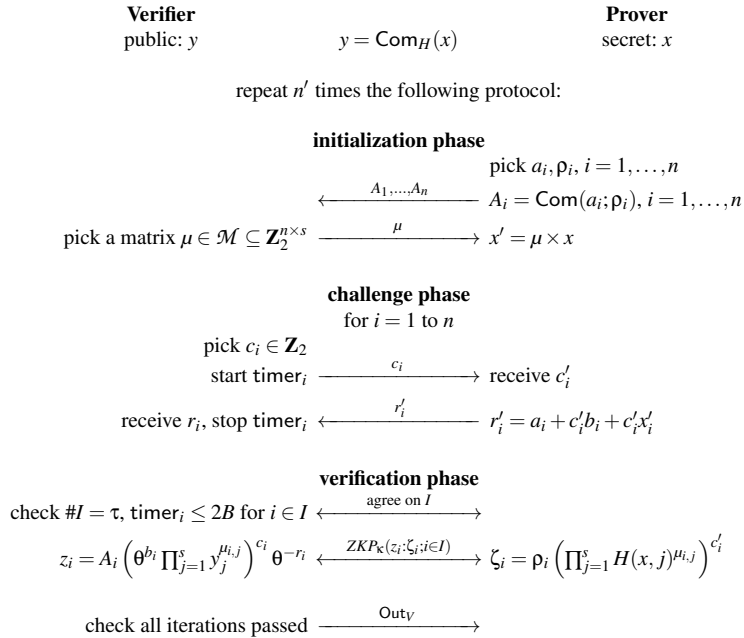 Verifier Prover
public: y y = Com_H(x) secret: x
repeat n′ times the following protocol:
initialization phase
pick a_i, ρ_i, i = 1, …, n
A_1,…,A_n A_i = Com(a_i; ρ_i), i = 1, …, n
pick a matrix μ ∈ ℳ ⊆ Z_2^{n×s} μ x′ = μ × x
challenge phase
for i = 1 to n
pick c_i ∈ Z_2
start timer_i c_i receive c′_i
receive r_i, stop timer_i r′_i r′_i = a_i + c′_i b_i + c′_i x′_i
verification phase
check #I = τ, timer_i ≤ 2B for i ∈ I agree on I
z_i = A_i (θ^{b_i} ∏_{j=1}^{s} y_j^{μ_{i,j}})^{c_i} θ^{−r_i} ZKP_κ(z_i : ζ_i; i∈I) ζ_i = ρ_i (∏_{j=1}^{s} H(x, j)^{μ_{i,j}})^{c′_i}
check all iterations passed Out_V